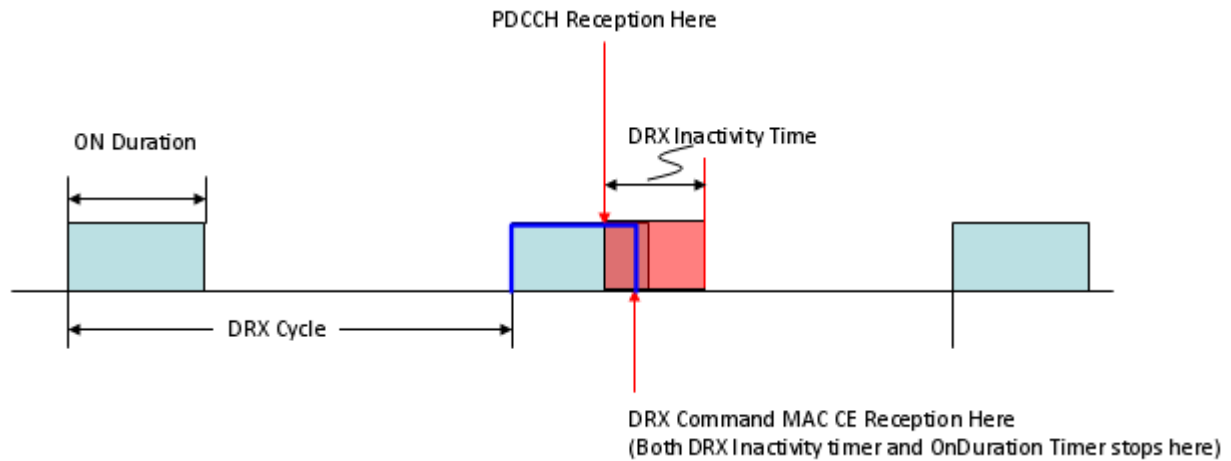 PDCCH Reception Here
ON Duration
DRX Inactivity Time
DRX Cycle
DRX Command MAC CE Reception Here
(Both DRX Inactivity timer and OnDuration Timer stops here)